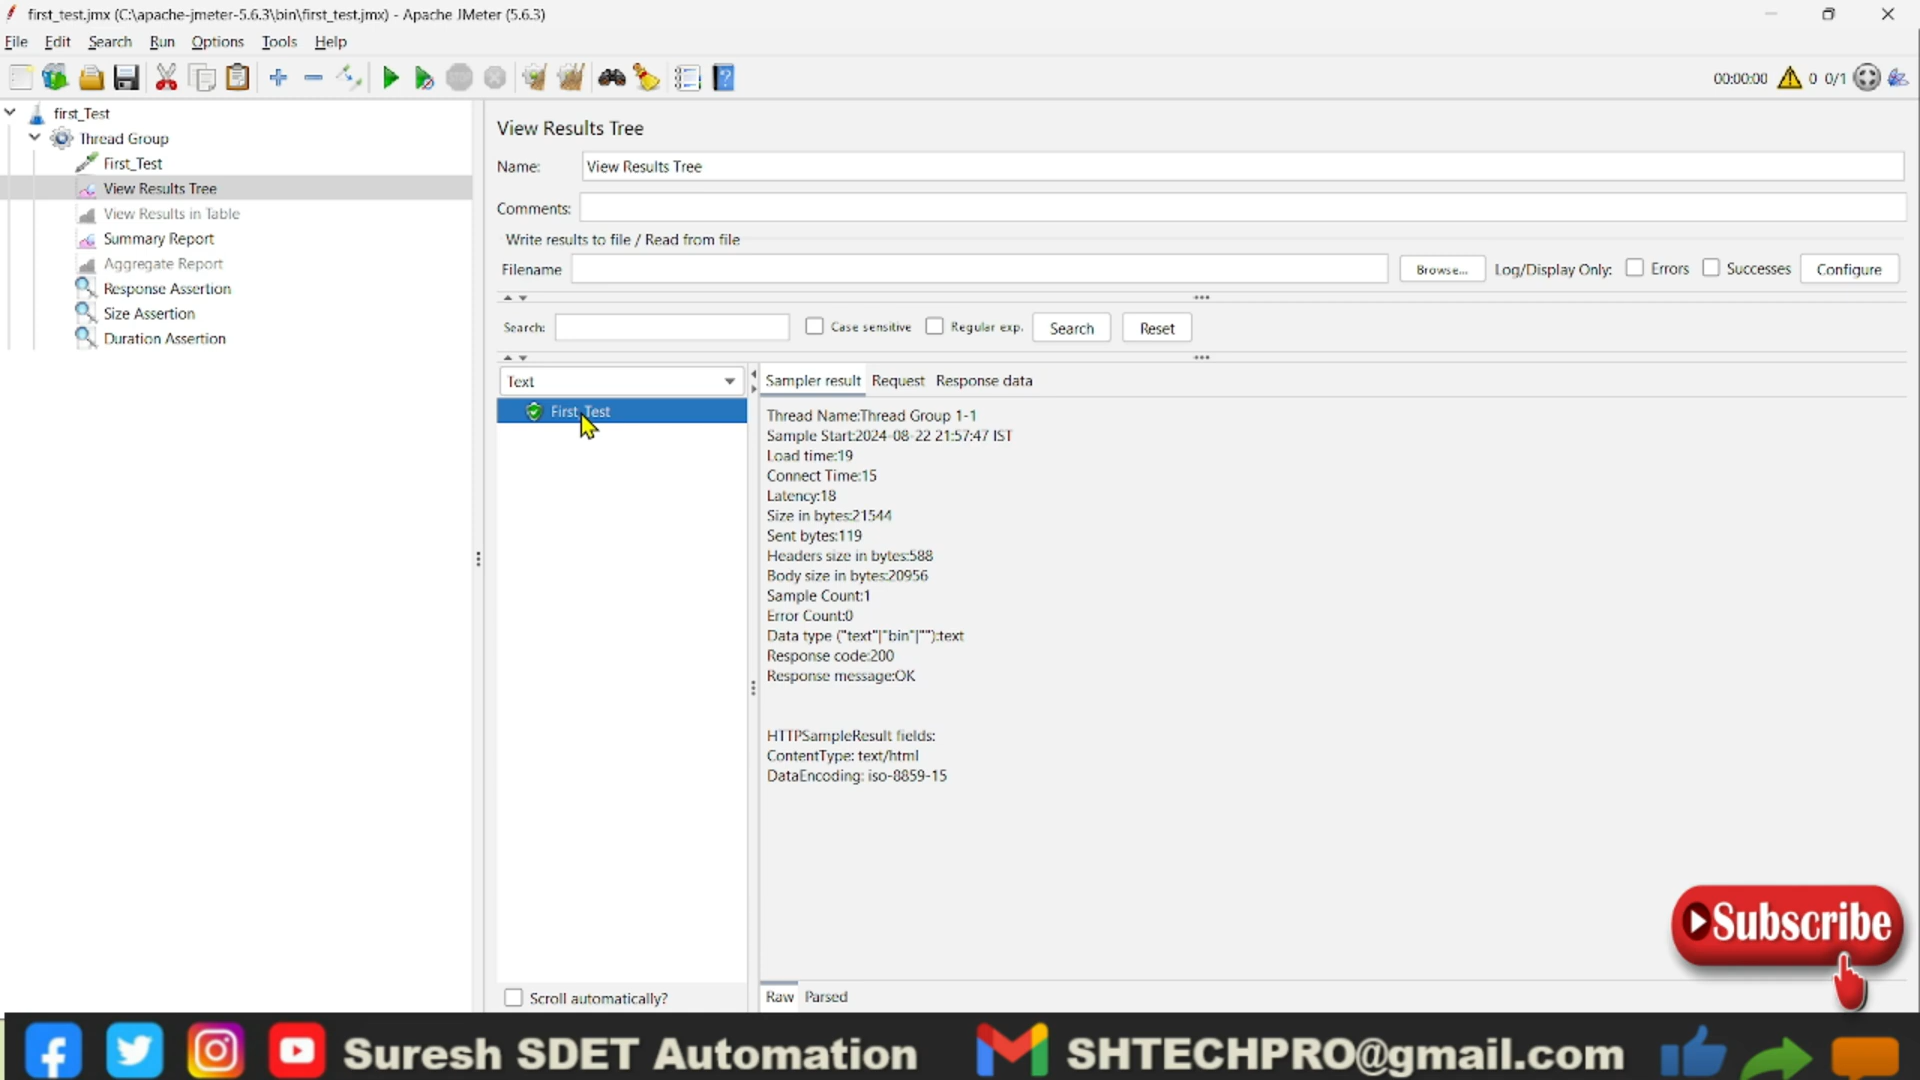 first_test.jmx (C:\apache-jmeter-5.6.3\bin\first_test.jmx) - Apache JMeter (5.6.3)
File Edit Search Run Options Tools Help
STOP
00:00:00 0 0/1
first_Test
Thread Group
First_Test
View Results Tree
View Results in Table
Summary Report
Aggregate Report
Response Assertion
Size Assertion
Duration Assertion
View Results Tree
Name: View Results Tree
Comments:
Write results to file / Read from file
Filename Browse... Log/Display Only: Errors Successes Configure
Search: Case sensitive Regular exp. Search Reset
Text
First_Test
Sampler result Request Response data
Thread Name:Thread Group 1-1
Sample Start:2024-08-22 21:57:47 IST
Load time:19
Connect Time:15
Latency:18
Size in bytes:21544
Sent bytes:119
Headers size in bytes:588
Body size in bytes:20956
Sample Count:1
Error Count:0
Data type ("text"|"bin"|""):text
Response code:200
Response message:OK
HTTPSampleResult fields:
ContentType: text/html
DataEncoding: iso-8859-15
Scroll automatically?
Raw Parsed
Subscribe
Suresh SDET Automation SHTECHPRO@gmail.com